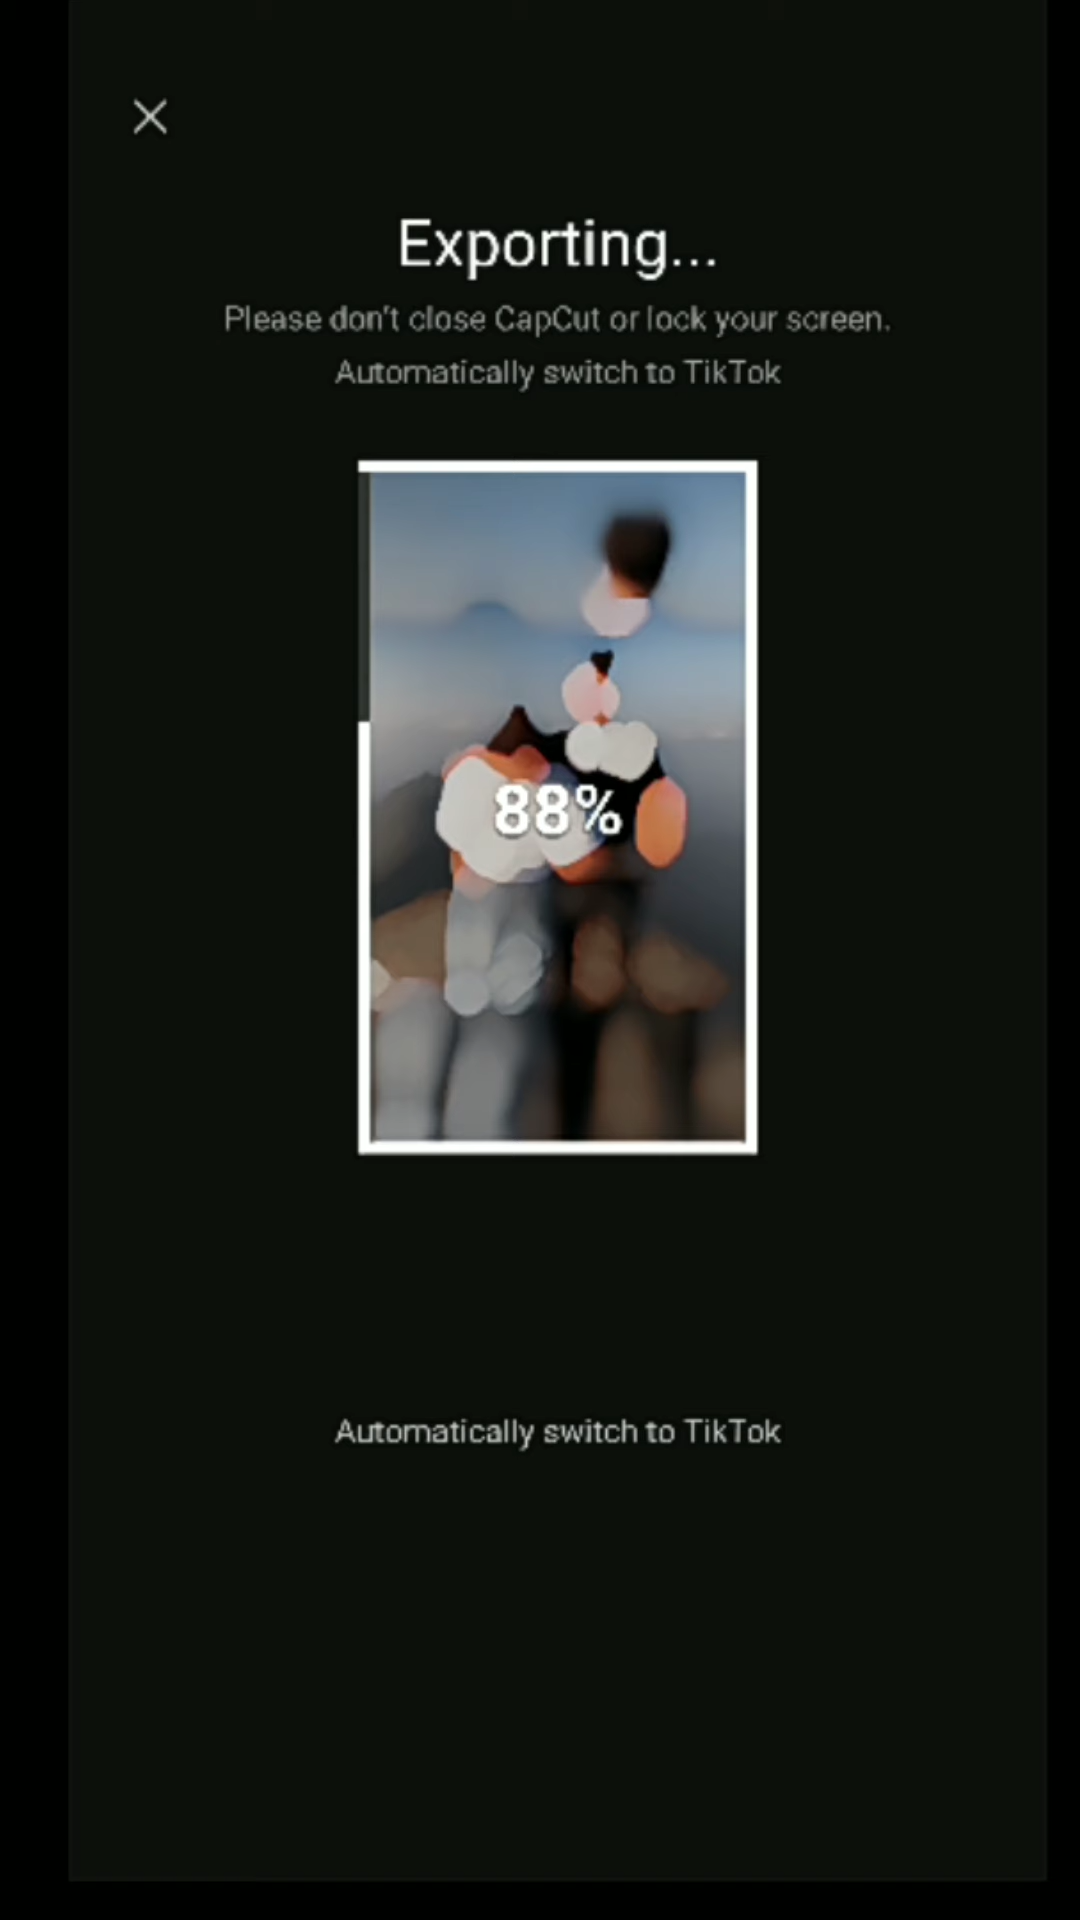 Exporting...
Please don't close CapCut or lock your screen.
Automatically switch to TikTok
88%
Automatically switch to TikTok